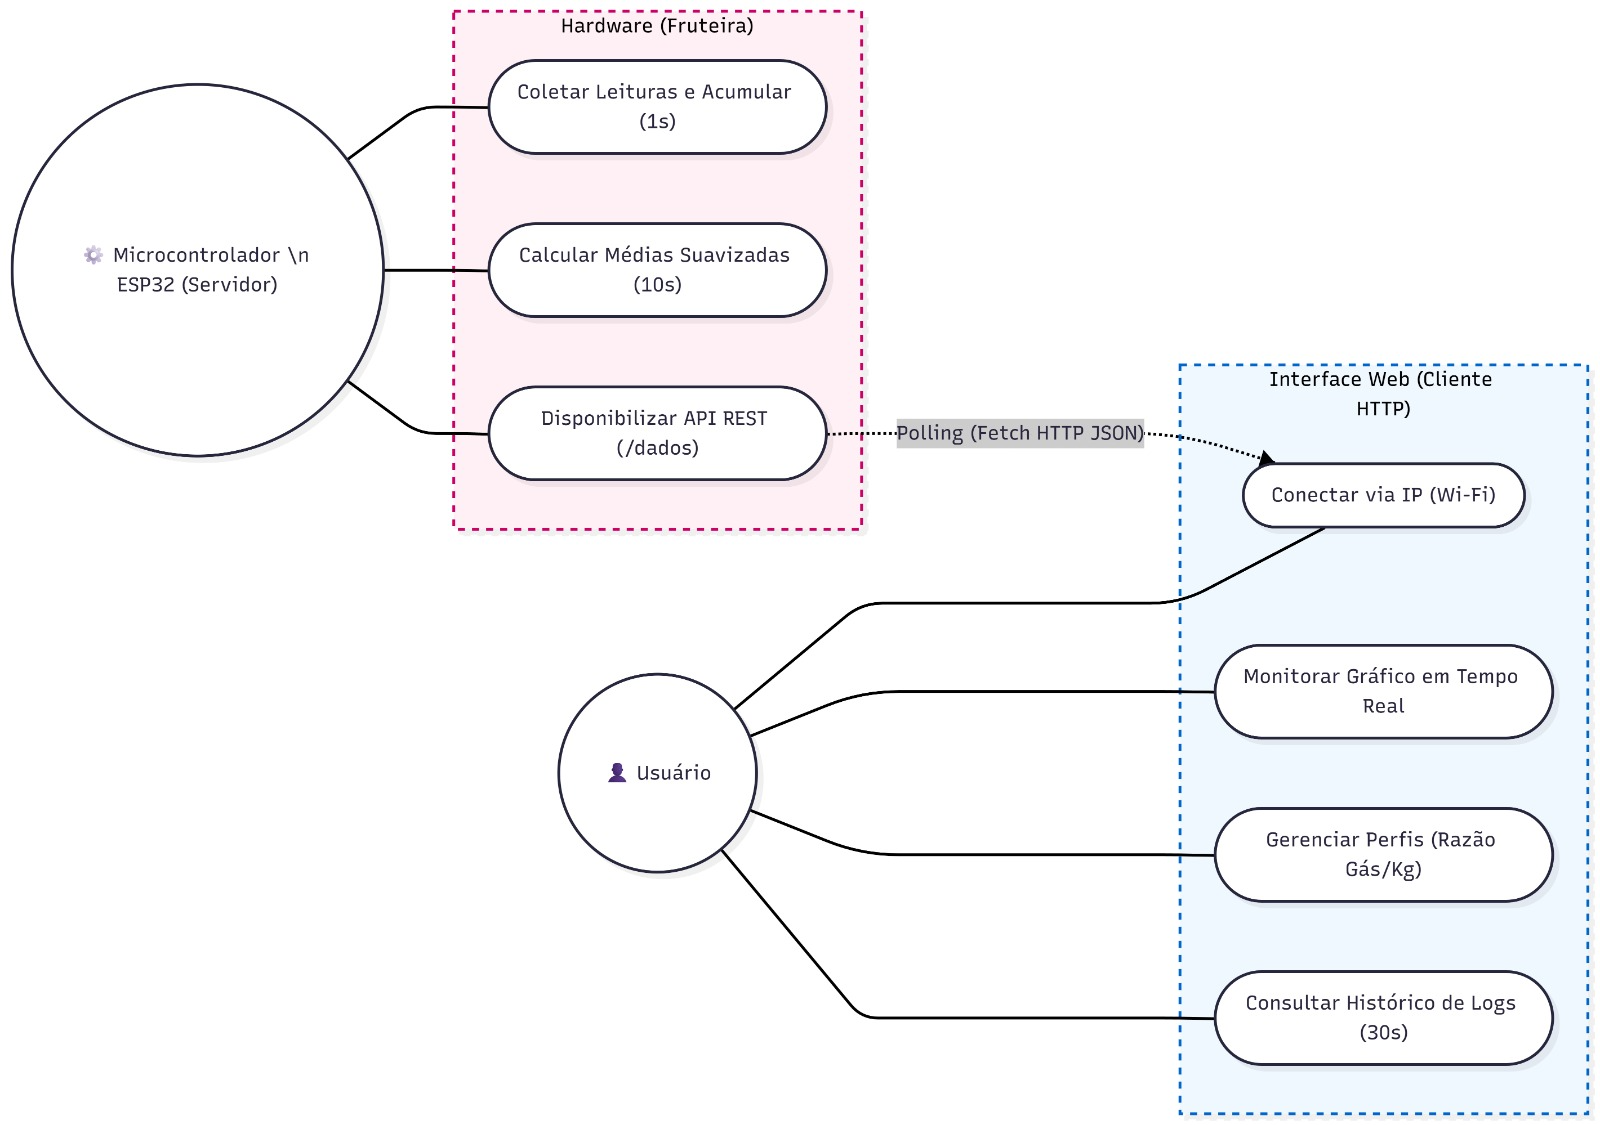 Hardware (Fruteira)
Coletar Leituras e Acumular
(1s)
⚙️ Microcontrolador \n
ESP32 (Servidor)
Calcular Médias Suavizadas
(10s)
Disponibilizar API REST
(/dados)
Polling (Fetch HTTP JSON)
Interface Web (Cliente
HTTP)
Conectar via IP (Wi-Fi)
👤 Usuário
Monitorar Gráfico em Tempo
Real
Gerenciar Perfis (Razão
Gás/Kg)
Consultar Histórico de Logs
(30s)